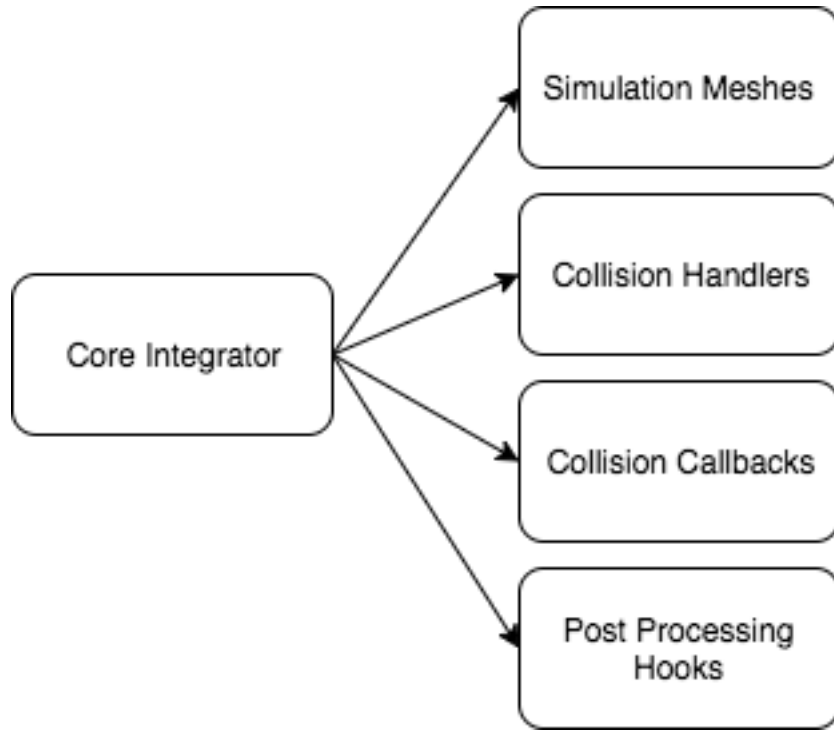 Simulation Meshes
Collision Handlers
Core Integrator
Collision Callbacks
Post Processing
Hooks